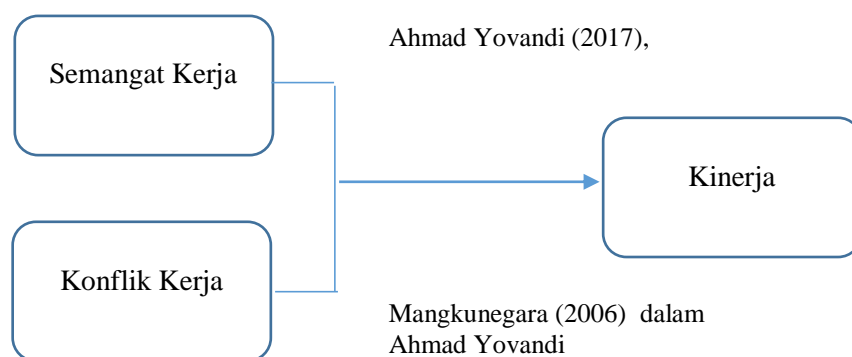 Ahmad Yovandi (2017),
Semangat Kerja
Kinerja
Konflik Kerja
Mangkunegara (2006) dalam
Ahmad Yovandi